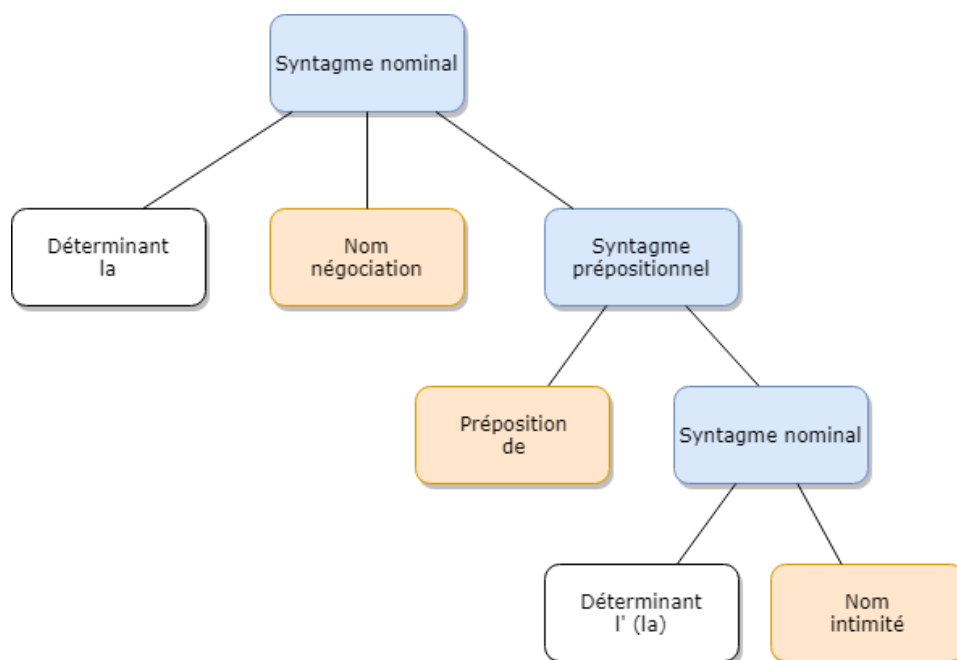 Syntagme nominal
Déterminant
la
Nom
négociation
Syntagme
prépositionnel
Préposition
de
Syntagme nominal
Déterminant
l' (la)
Nom
intimité